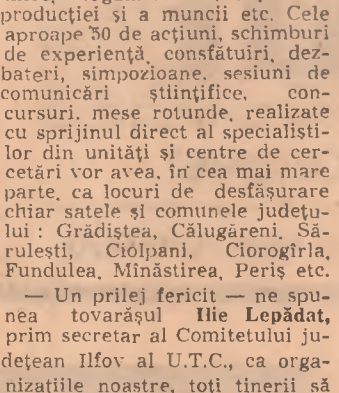 producției și a muncii etc. Cele
aproape 50 de acțiuni, schimburi
de experiență, consfătuiri, dez-
bateri, simpozioane, sesiuni de
comunicări științifice, con-
cursuri, mese rotunde, realizate
cu sprijinul direct al specialiști-
lor din unități și centre de cer-
cetări vor avea, în cea mai mare
parte, ca locuri de desfășurare
chiar satele și comunele județu-
lui : Grădiștea, Călugăreni, Să-
rulești, Ciolpani, Ciorogîrla,
Fundulea, Mînăstirea, Periș etc.
— Un prilej fericit — ne spu-
nea tovarășul Ilie Lepădat,
prim secretar al Comitetului ju-
dețean Ilfov al U.T.C., ca orga-
nizațiile noastre, toți tinerii să